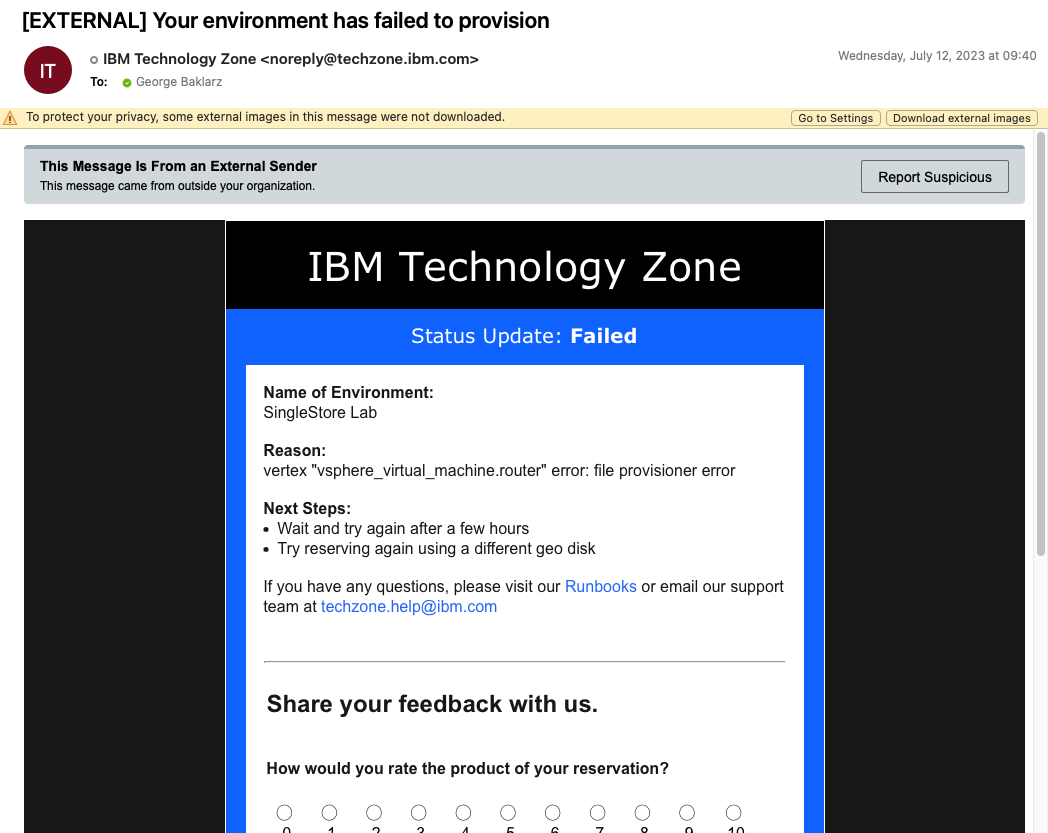 [EXTERNAL] Your environment has failed to provision
IT
IBM Technology Zone <noreply@techzone.ibm.com>
Wednesday, July 12, 2023 at 09:40
To: George Baklarz
To protect your privacy, some external images in this message were not downloaded.
Go to Settings
Download external images
This Message Is From an External Sender
This message came from outside your organization.
Report Suspicious
IBM Technology Zone
Status Update: Failed
Name of Environment:
SingleStore Lab
Reason:
vertex "vsphere_virtual_machine.router" error: file provisioner error
Next Steps:
• Wait and try again after a few hours
• Try reserving again using a different geo disk
If you have any questions, please visit our Runbooks or email our support
team at techzone.help@ibm.com
Share your feedback with us.
How would you rate the product of your reservation?
0 1 2 3 4 5 6 7 8 9 10